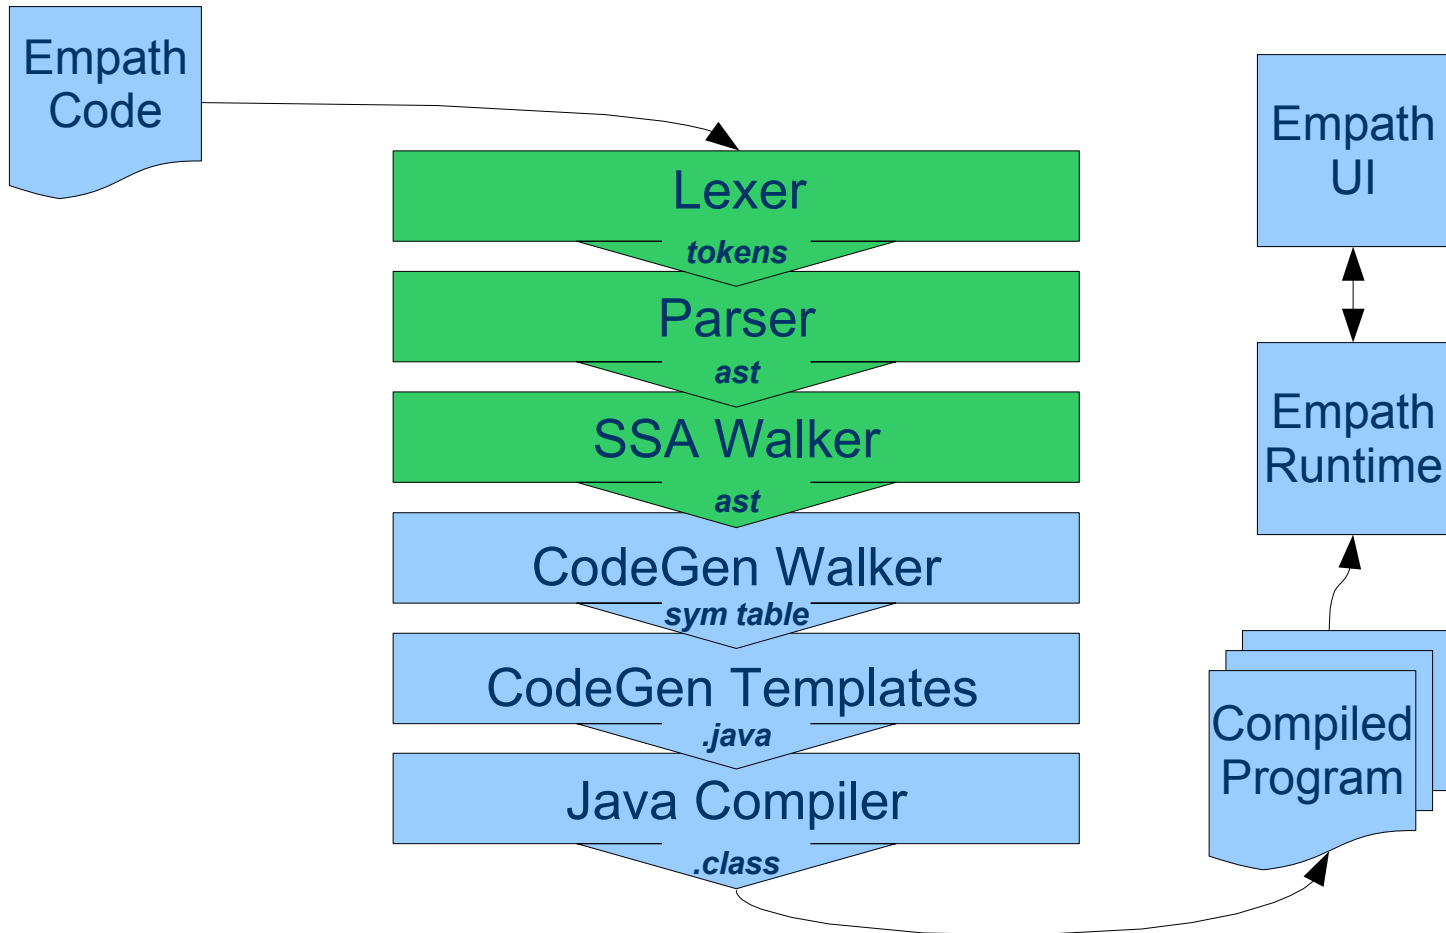 Empath
Code
Lexer
tokens
Parser
ast
SSA Walker
ast
CodeGen Walker
sym table
CodeGen Templates
.java
Java Compiler
.class
Empath
UI
Empath
Runtime
Compiled
Program